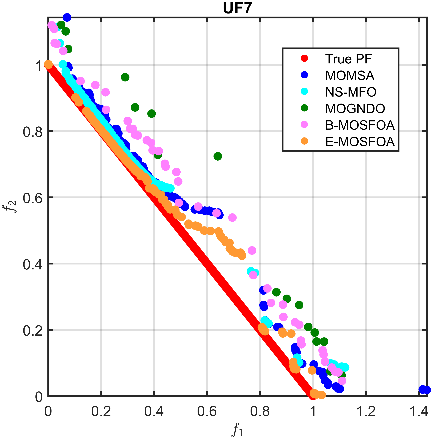 UF7
True PF
MOMSA
NS-MFO
MOGNDO
B-MOSFOA
E-MOSFOA
1
0.8
0.6
0.4
0.2
0
f2
0 0.2 0.4 0.6 0.8 1 1.2 1.4
f1